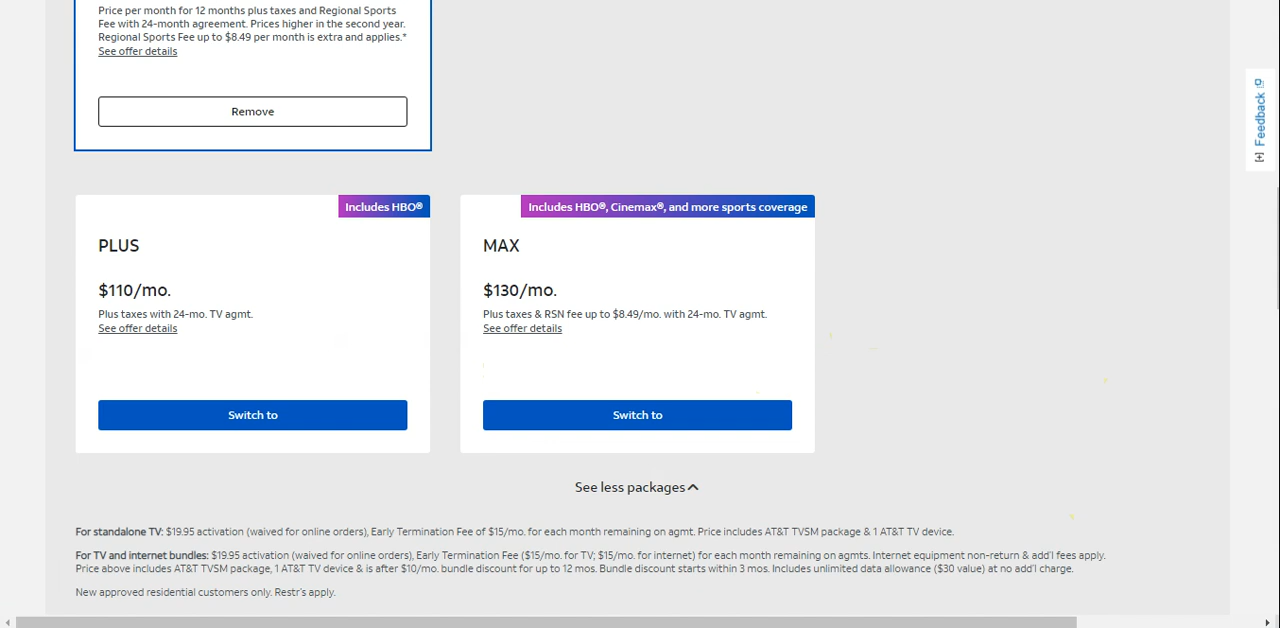 Price per month for 12 months plus taxes and Regional Sports
Fee with 24-month agreement. Prices higher in the second year.
Regional Sports Fee up to $8.49 per month is extra and applies.*
See offer details
Remove
[+] Feedback
Includes HBO®
PLUS
$110/mo.
Plus taxes with 24-mo. TV agmt.
See offer details
Switch to
Includes HBO®, Cinemax®, and more sports coverage
MAX
$130/mo.
Plus taxes & RSN fee up to $8.49/mo. with 24-mo. TV agmt.
See offer details
Switch to
See less packages
For standalone TV: $19.95 activation (waived for online orders), Early Termination Fee of $15/mo. for each month remaining on agmt. Price includes AT&T TVSM package & 1 AT&T TV device.
For TV and internet bundles: $19.95 activation (waived for online orders), Early Termination Fee ($15/mo. for TV; $15/mo. for internet) for each month remaining on agmts. Internet equipment non-return & add'l fees apply.
Price above includes AT&T TVSM package, 1 AT&T TV device & is after $10/mo. bundle discount for up to 12 mos. Bundle discount starts within 3 mos. Includes unlimited data allowance ($30 value) at no add'l charge.
New approved residential customers only. Restr's apply.